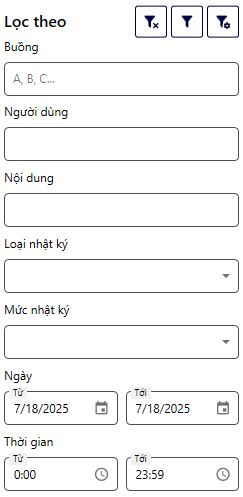 Lọc theo
Buồng
A, B, C...
Người dùng
Nội dung
Loại nhật ký
Mức nhật ký
Ngày
Từ Tới
7/18/2025 7/18/2025
Thời gian
Từ Tới
0:00 23:59